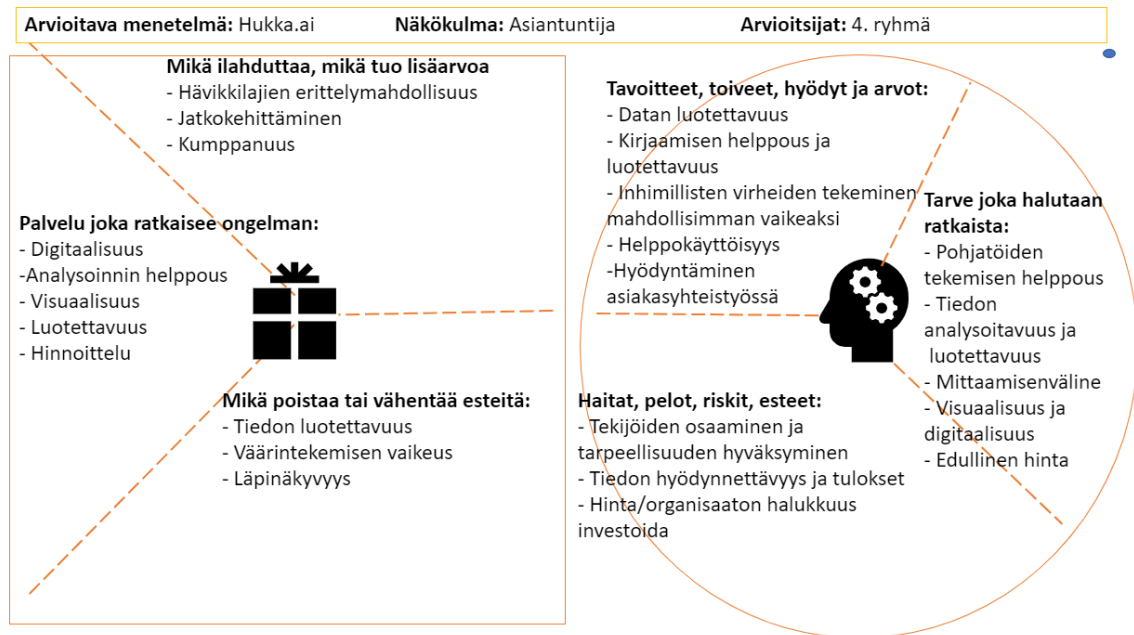 Arvioitava menetelmä: Hukka.ai Näkökulma: Asiantuntija Arvioitsijat: 4. ryhmä
Mikä ilahduttaa, mikä tuo lisäarvoa
- Hävikkilajien erittelymahdollisuus
- Jatkokehittäminen
- Kumppanuus
Palvelu joka ratkaisee ongelman:
- Digitaalisuus
-Analysoinnin helppous
- Visuaalisuus
- Luotettavuus
- Hinnoittelu
Mikä poistaa tai vähentää esteitä:
- Tiedon luotettavuus
- Väärintekemisen vaikeus
- Läpinäkyvyys
Tavoitteet, toiveet, hyödyt ja arvot:
- Datan luotettavuus
- Kirjaamisen helppous ja
luotettavuus
- Inhimillisten virheiden tekeminen
mahdollisimman vaikeaksi
- Helppokäyttöisyys
-Hyödyntäminen
asiakasyhteistyössä
Tarve joka halutaan
ratkaista:
- Pohjatöiden
tekemisen helppous
- Tiedon
analysoitavuus ja
luotettavuus
- Mittaamisenväline
- Visuaalisuus ja
digitaalisuus
- Edullinen hinta
Haitat, pelot, riskit, esteet:
- Tekijöiden osaaminen ja
tarpeellisuuden hyväksyminen
- Tiedon hyödynnettävyys ja tulokset
- Hinta/organisaaton halukkuus
investoida